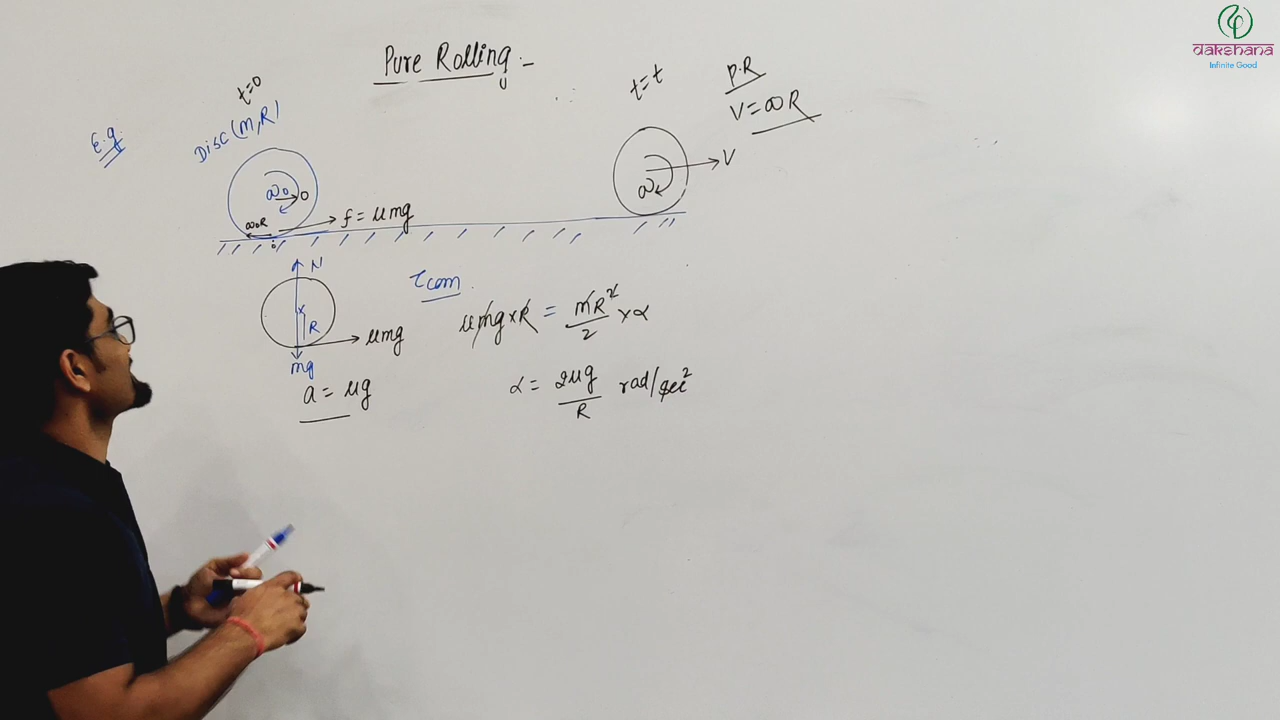 Pure Rolling :-
t=0
t=t
P.R
V=ωR
E.g.
Disc(m,R)
ω₀
0
ω₀R
f = μmg
ω
V
N
R
μmg
mg
a = μg
τcom
μmg×R = mR²/2 ×α
α = 2μg/R rad/sec²
dakshana
Infinite Good